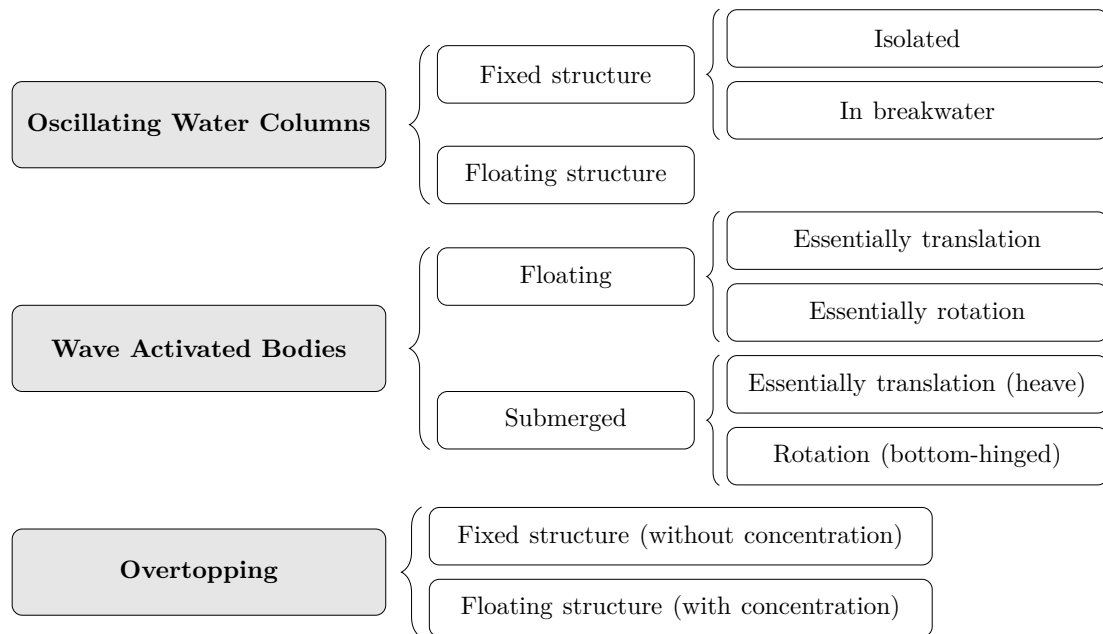 Oscillating Water Columns
Fixed structure
Isolated
In breakwater
Floating structure
Wave Activated Bodies
Floating
Essentially translation
Essentially rotation
Submerged
Essentially translation (heave)
Rotation (bottom-hinged)
Overtopping
Fixed structure (without concentration)
Floating structure (with concentration)